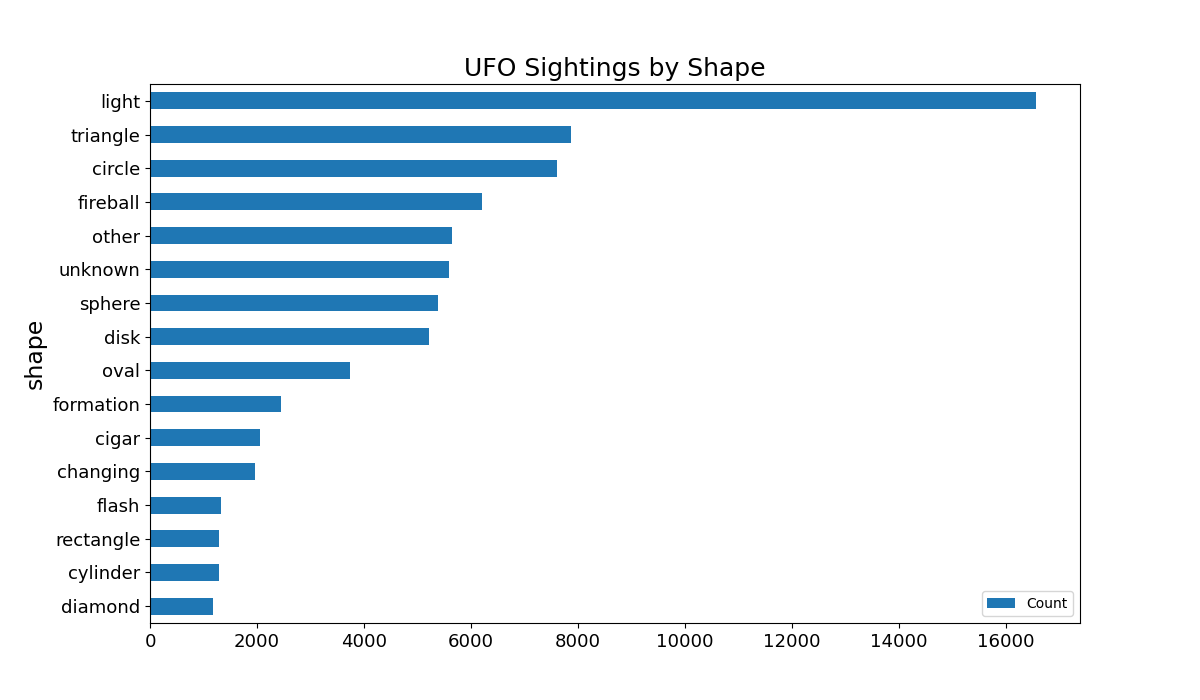 UFO Sightings by Shape
shape
light
triangle
circle
fireball
other
unknown
sphere
disk
oval
formation
cigar
changing
flash
rectangle
cylinder
diamond
Count
0 2000 4000 6000 8000 10000 12000 14000 16000